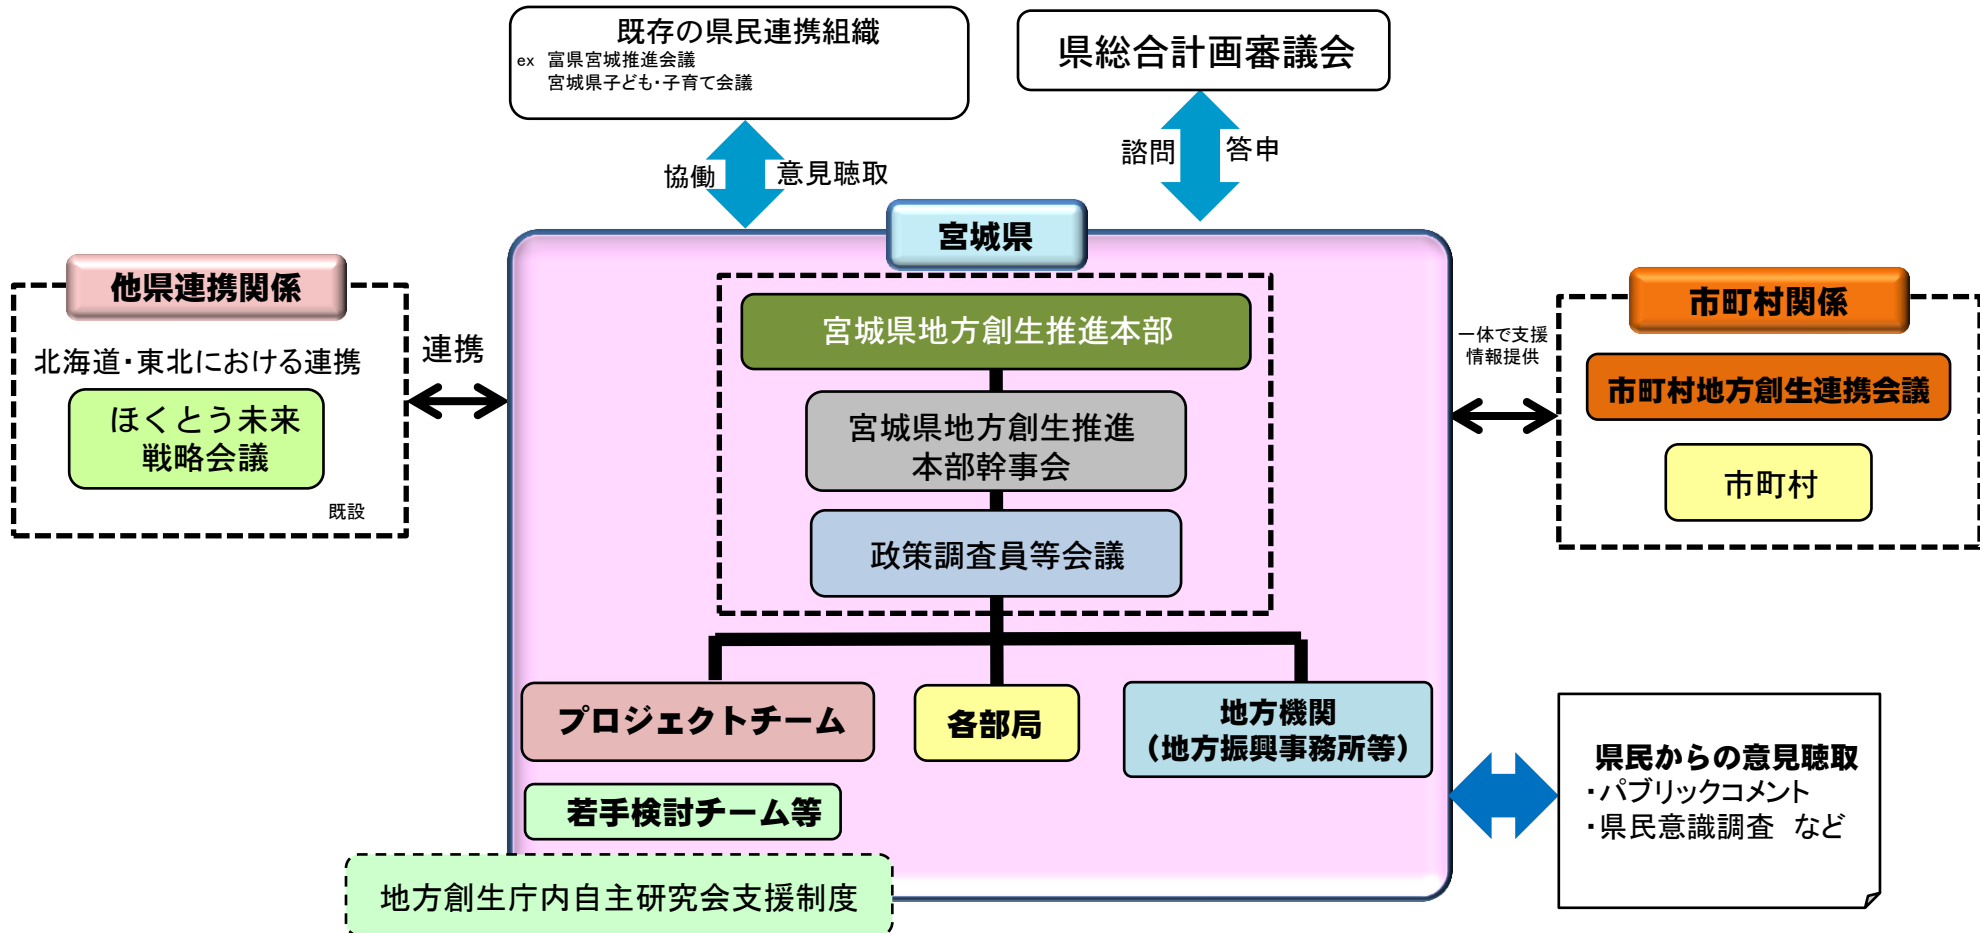 既存の県民連携組織
ex 富県宮城推進会議
宮城県子ども・子育て会議
県総合計画審議会
協働
意見聴取
諮問
答申
宮城県
他県連携関係
北海道・東北における連携
ほくとう未来
戦略会議
既設
連携
宮城県地方創生推進本部
宮城県地方創生推進
本部幹事会
政策調査員等会議
プロジェクトチーム
各部局
地方機関
（地方振興事務所等）
若手検討チーム等
地方創生庁内自主研究会支援制度
一体で支援
情報提供
市町村関係
市町村地方創生連携会議
市町村
県民からの意見聴取
・パブリックコメント
・県民意識調査　など